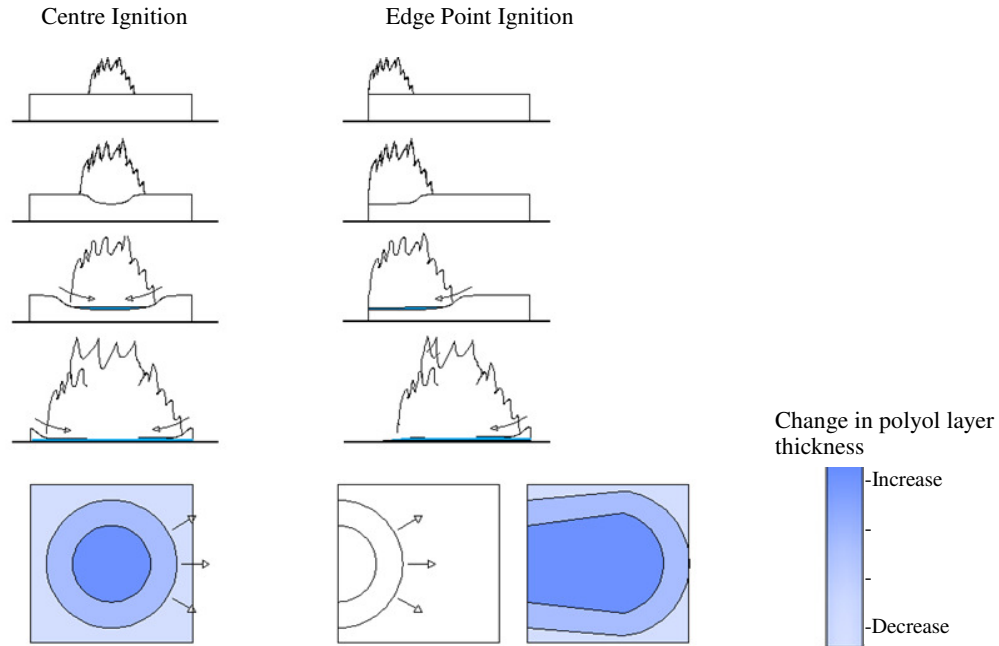 Centre Ignition
Edge Point Ignition
Change in polyol layer
thickness
-Increase
-Decrease